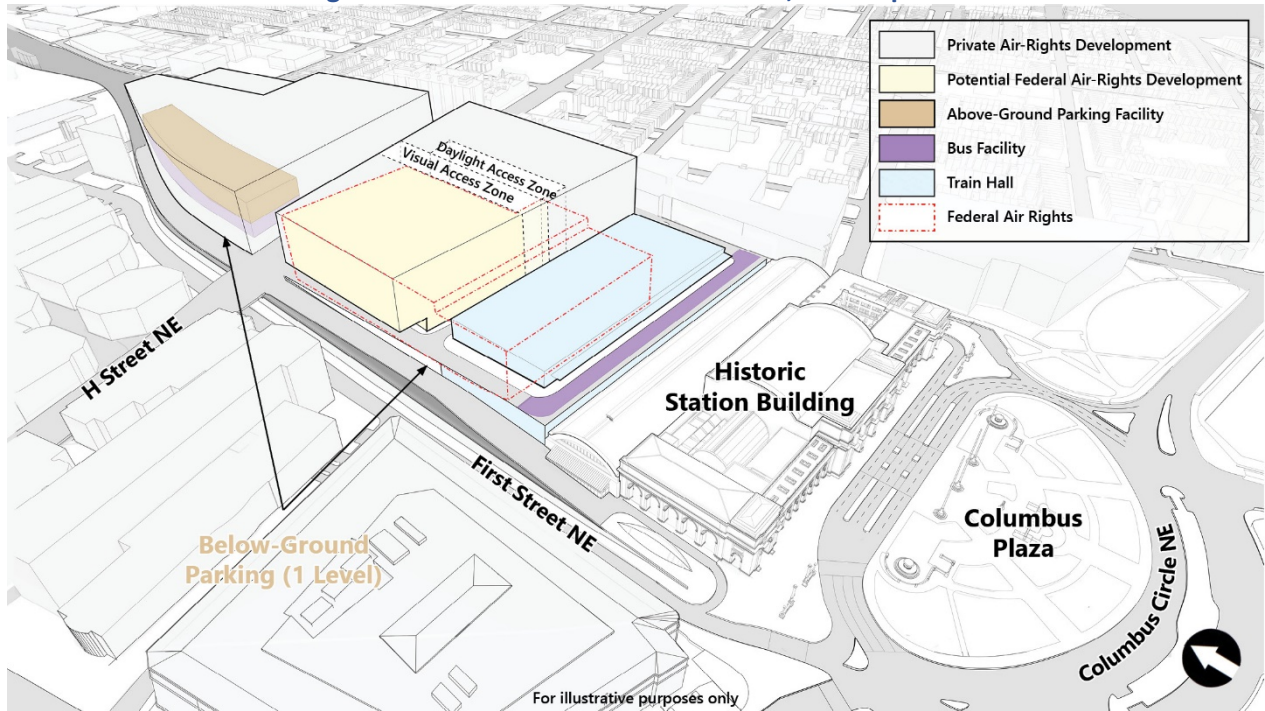 Private Air-Rights Development
Potential Federal Air-Rights Development
Above-Ground Parking Facility
Bus Facility
Train Hall
Federal Air Rights
Daylight Access Zone
Visual Access Zone
H Street NE
Historic
Station Building
First Street NE
Columbus
Plaza
Columbus Circle NE
Below-Ground
Parking (1 Level)
For illustrative purposes only